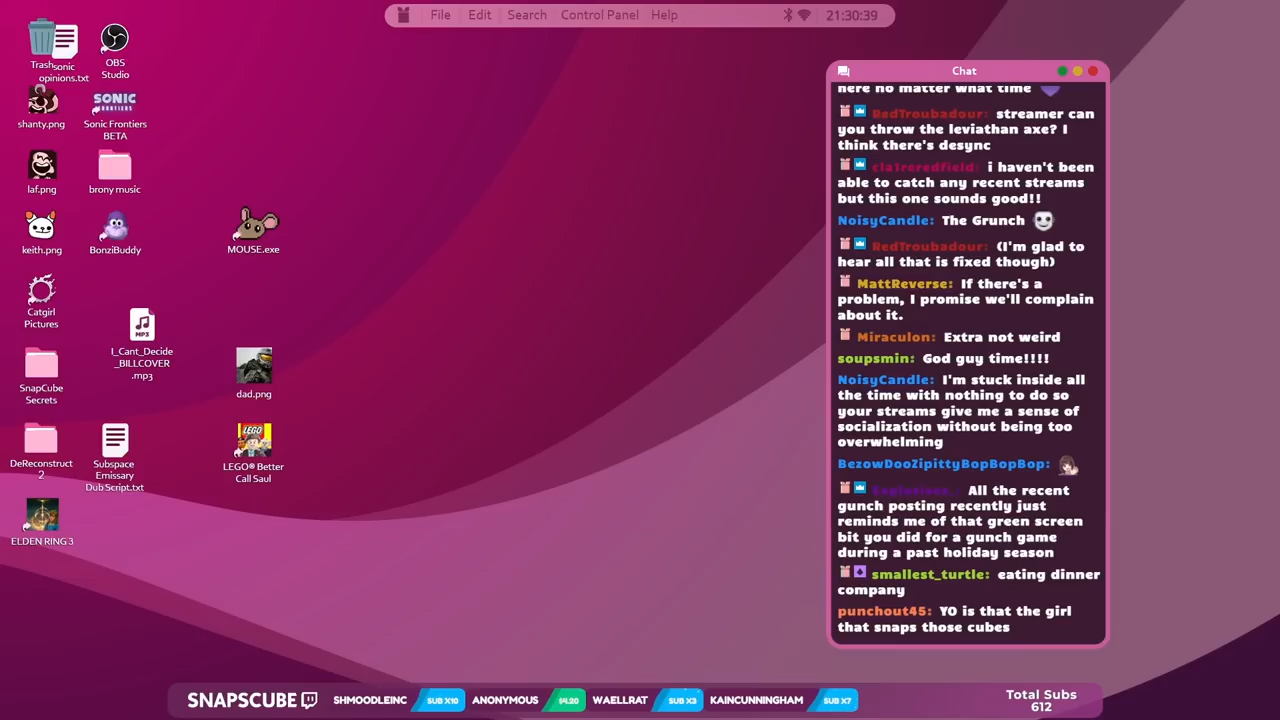 File Edit Search Control Panel Help 21:30:39
Trash
sonic
opinions.txt
OBS
Studio
shanty.png
SONIC
FRONTIERS
Sonic Frontiers
BETA
laf.png
brony music
keith.png
BonziBuddy
MOUSE.exe
Catgirl
Pictures
MP3
I_Cant_Decide
_BILLCOVER
.mp3
SnapCube
Secrets
dad.png
DeReconstruct
2
Subspace
Emissary
Dub Script.txt
LEGO
LEGO® Better
Call Saul
ELDEN RING 3
Chat
here no matter what time
RedTroubadour: streamer can
you throw the leviathan axe? I
think there's desync
cla1reredfield: i haven't been
able to catch any recent streams
but this one sounds good!!
NoisyCandle: The Grunch
RedTroubadour: (I'm glad to
hear all that is fixed though)
MattReverse: If there's a
problem, I promise we'll complain
about it.
Miraculon: Extra not weird
soupsmin: God guy time!!!!
NoisyCandle: I'm stuck inside all
the time with nothing to do so
your streams give me a sense of
socialization without being too
overwhelming
BezowDooZipittyBopBopBop:
All the recent
gunch posting recently just
reminds me of that green screen
bit you did for a gunch game
during a past holiday season
smallest_turtle: eating dinner
company
punchout45: YO is that the girl
that snaps those cubes
SNAPSCUBE SHMOODLEINC SUB X10 ANONYMOUS $4.20 WAELLRAT SUB X3 KAINCUNNINGHAM SUB X7
Total Subs
612